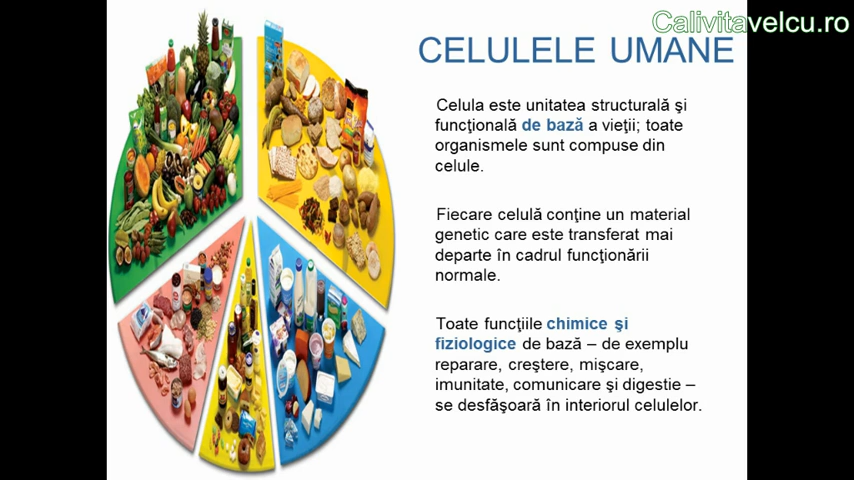 Calivitavelcu.ro
CELULELE UMANE
Celula este unitatea structurală şi
funcţională de bază a vieţii; toate
organismele sunt compuse din
celule.
Fiecare celulă conţine un material
genetic care este transferat mai
departe în cadrul funcţionării
normale.
Toate funcţiile chimice şi
fiziologice de bază – de exemplu
reparare, creştere, mişcare,
imunitate, comunicare şi digestie –
se desfăşoară în interiorul celulelor.